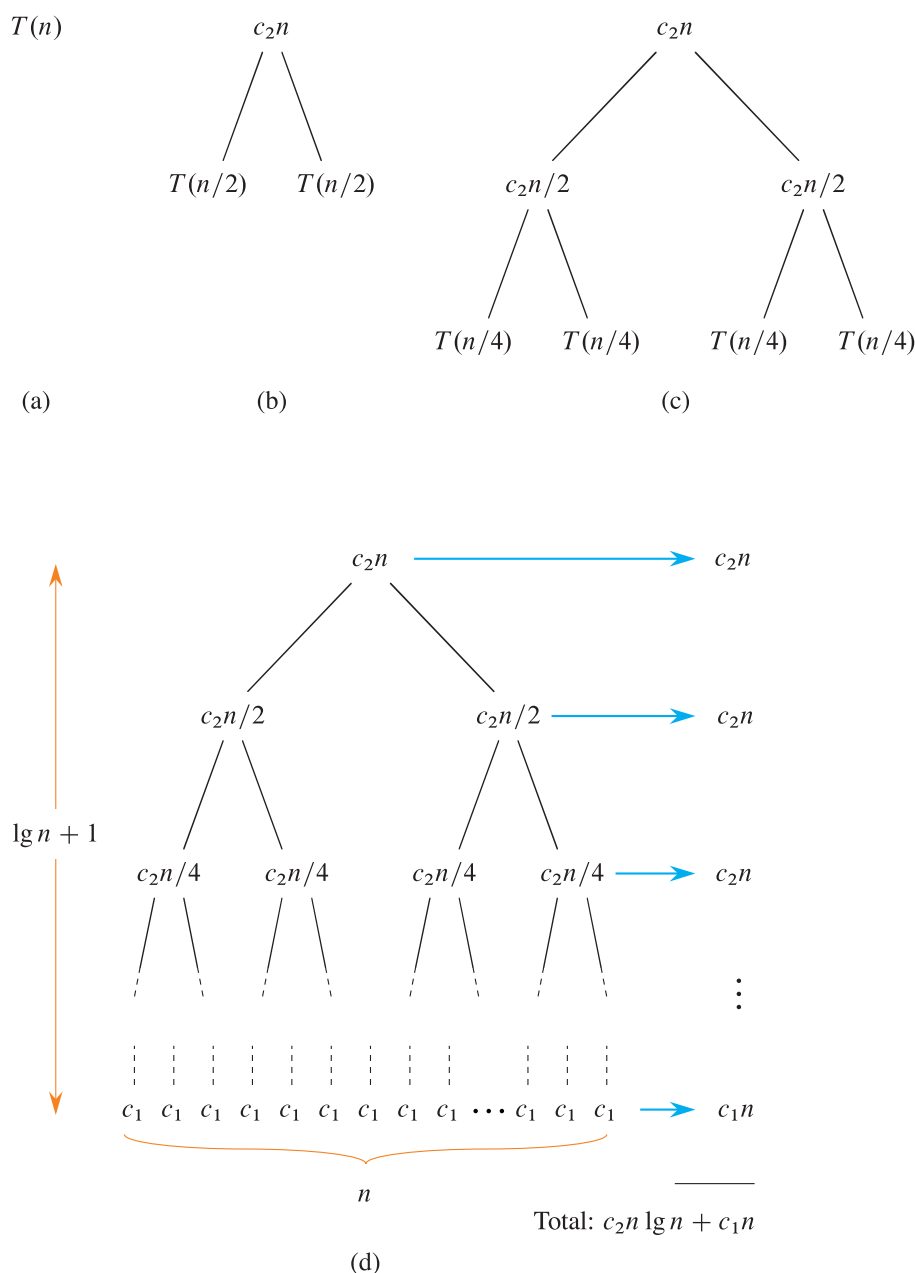 T(n) c₂n c₂n
T(n/2) T(n/2) c₂n/2 c₂n/2
T(n/4) T(n/4) T(n/4) T(n/4)
(a) (b) (c)
c₂n c₂n
c₂n/2 c₂n/2 c₂n
lg n + 1
c₂n/4 c₂n/4 c₂n/4 c₂n/4 c₂n
⋮
c₁ c₁ c₁ c₁ c₁ c₁ c₁ c₁ c₁ ··· c₁ c₁ c₁ c₁n
n
Total: c₂n lg n + c₁n
(d)